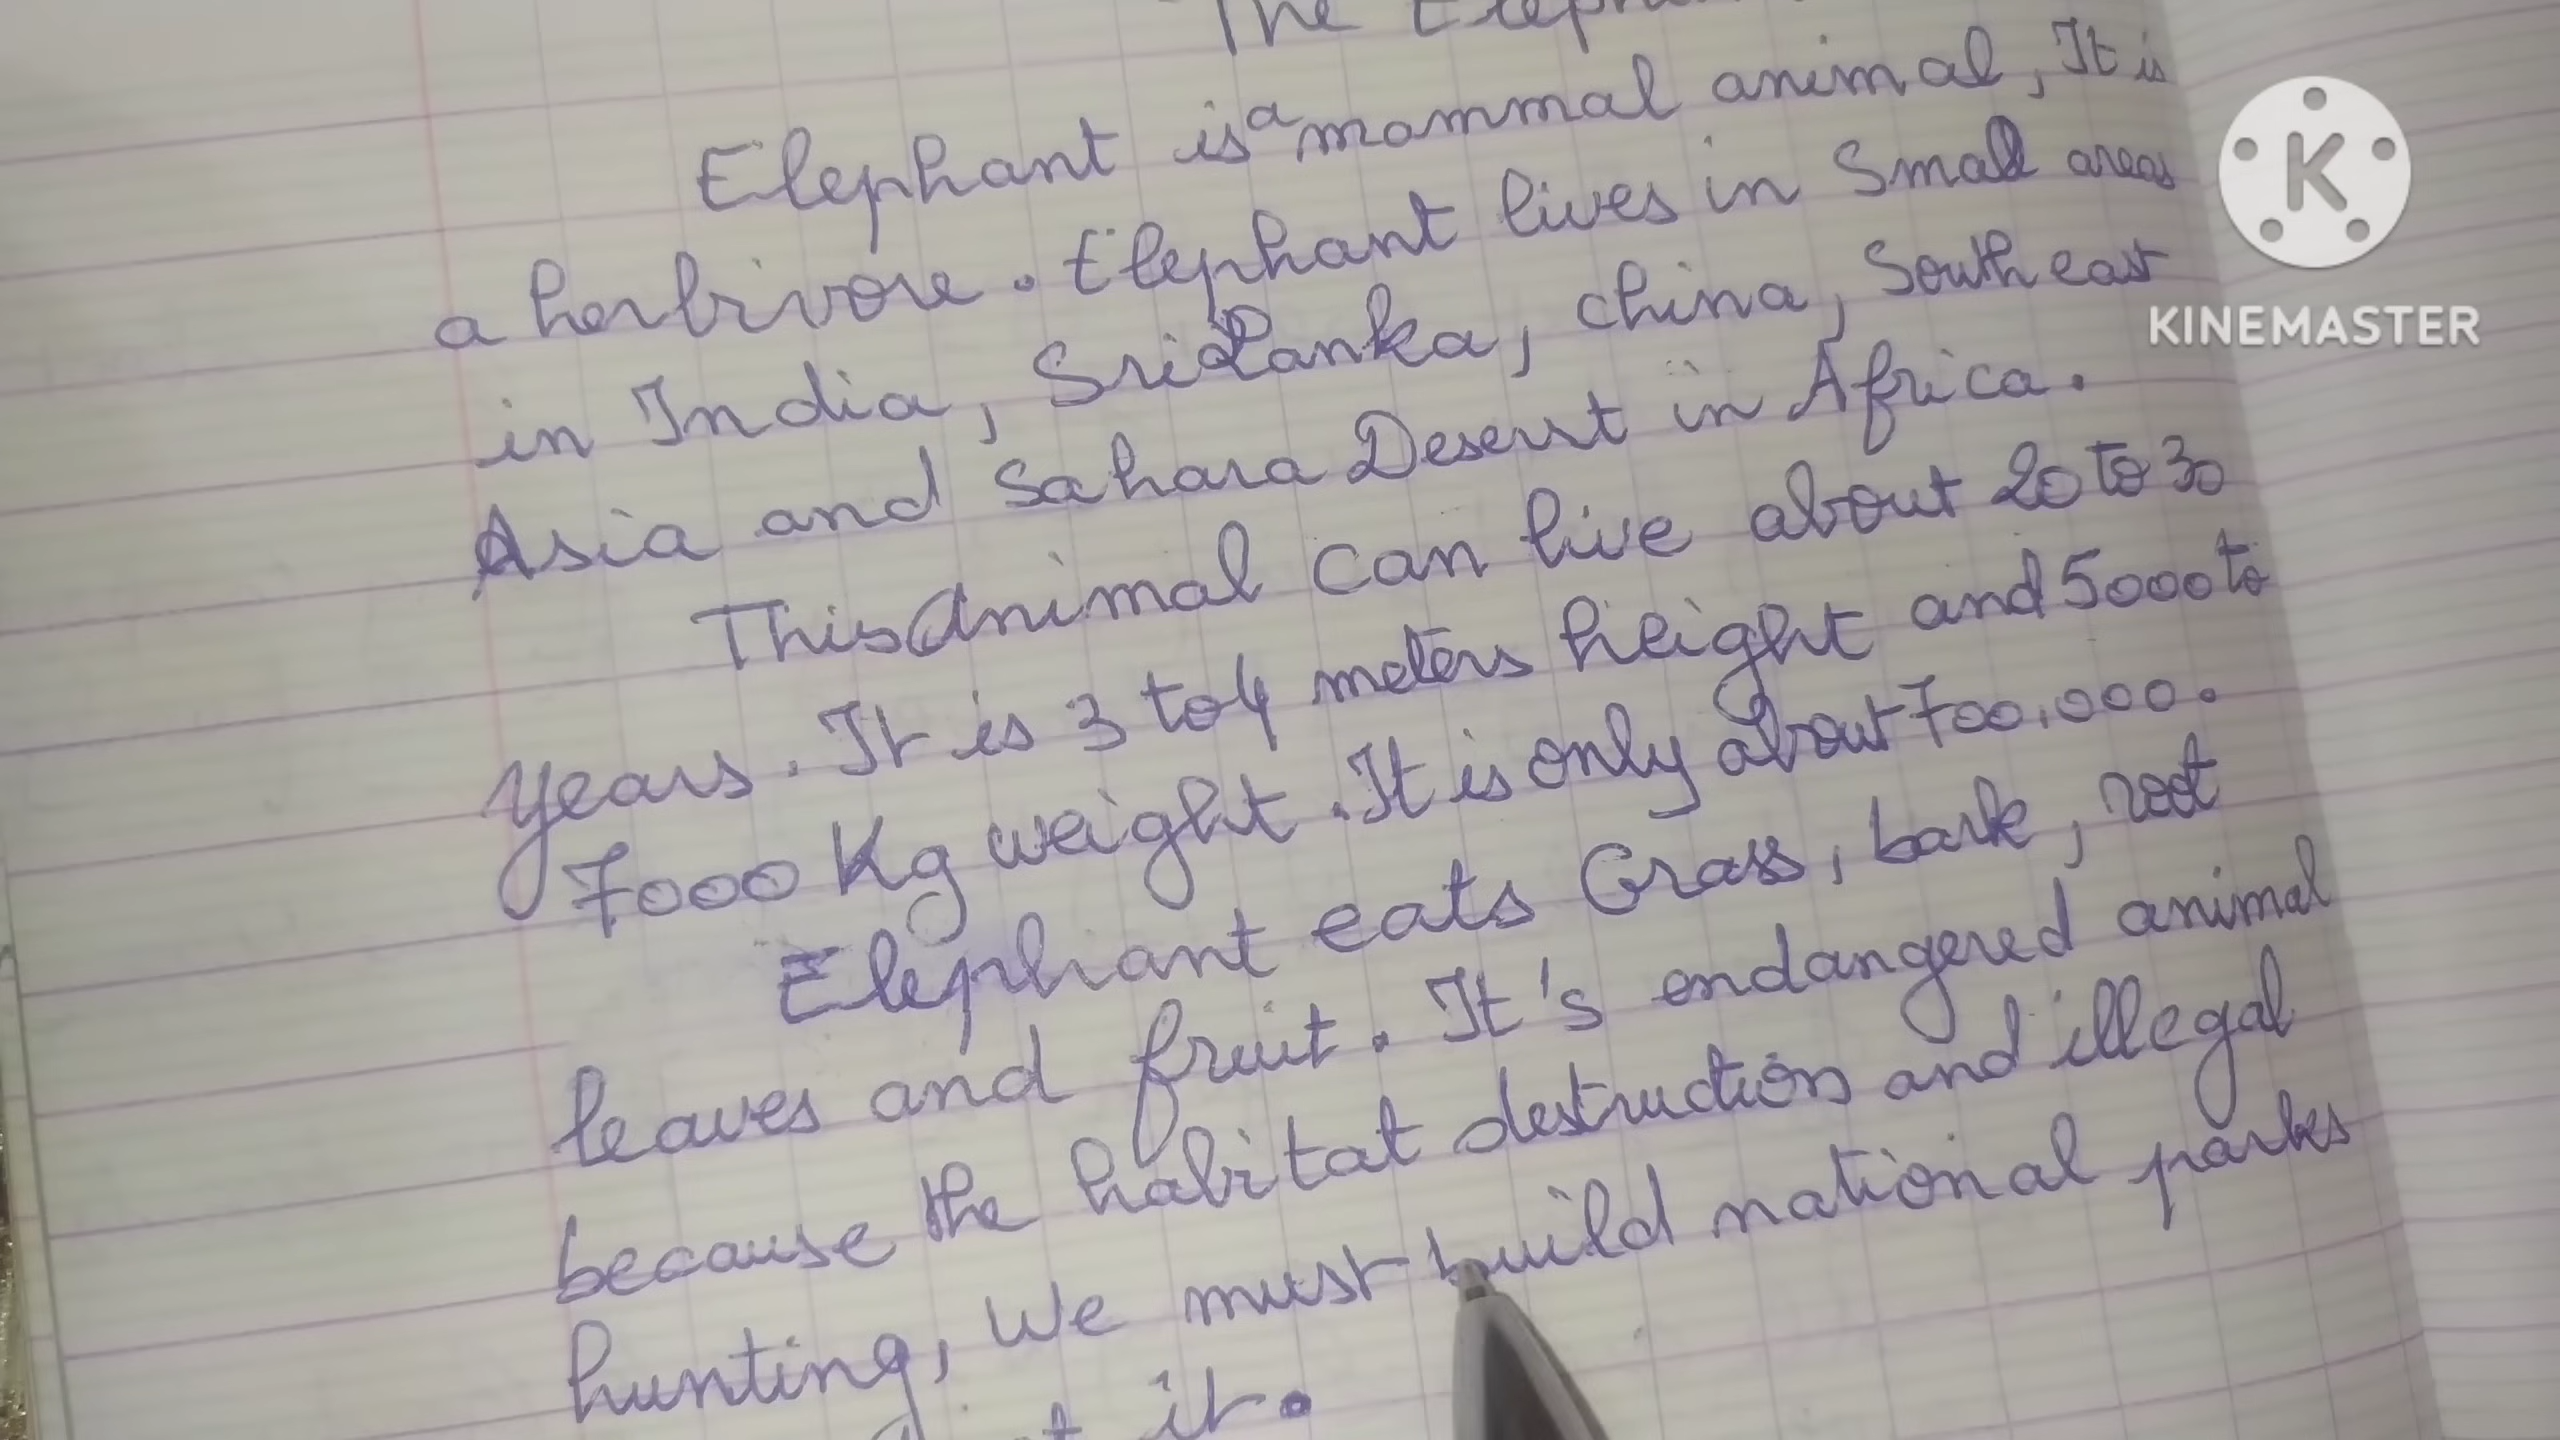 The Eleph
Elephant is a mammal animal, It is
a herbivore. Elephant lives in Small areas
in India, Sri Lanka, china, South east
Asia and Sahara Desert in Africa.
This Animal can live about 20 to 30
years. It is 3 to 4 meters height and 5000 to
7000 Kg weight. It is only about 700.000.
Elephant eats Grass, bark, root
leaves and fruit. It's endangered animal
because the habitat destruction and illegal
hunting, We must build national parks
it.
K
KINEMASTER